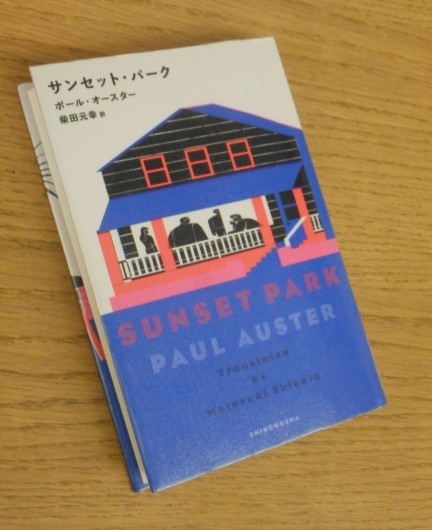 サンセット・パーク
ポール・オースター
柴田元幸 訳
SUNSET PARK
PAUL AUSTER
Translated
by
Motoyuki Shibata
SHINCHOSHA